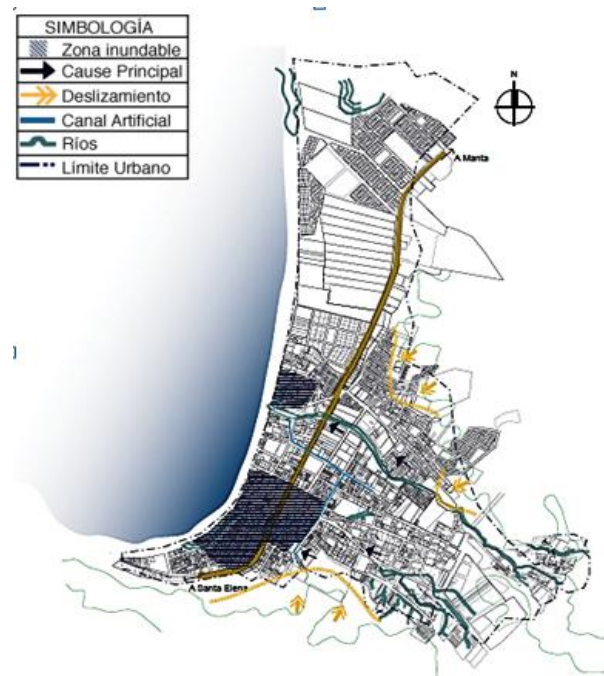 SIMBOLOGÍA
Zona inundable
Cause Principal
Deslizamiento
Canal Artificial
Ríos
Límite Urbano
N
A Manta
A Santa Elena